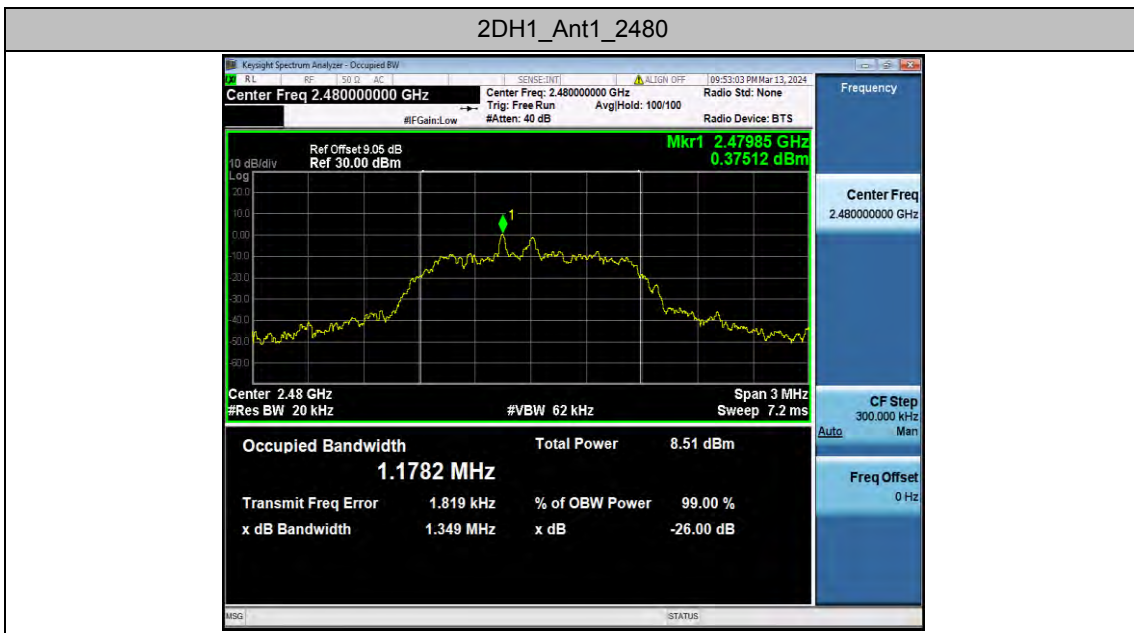 2DH1_Ant1_2480
Keysight Spectrum Analyzer - Occupied BW
RL RF 50 Ω AC SENSE:INT ALIGN OFF 09:53:03 PM Mar 13, 2024
Center Freq 2.480000000 GHz
Center Freq: 2.480000000 GHz Radio Std: None
Trig: Free Run Avg|Hold: 100/100
#IFGain:Low #Atten: 40 dB Radio Device: BTS
Frequency
Mkr1 2.47985 GHz
0.37512 dBm
Ref Offset 9.05 dB
10 dB/div Ref 30.00 dBm
Log
20.0
10.0
0.00
-10.0
-20.0
-30.0
-40.0
-50.0
-60.0
1
Center 2.48 GHz Span 3 MHz
#Res BW 20 kHz #VBW 62 kHz Sweep 7.2 ms
Center Freq
2.480000000 GHz
CF Step
300.000 kHz
Auto Man
Freq Offset
0 Hz
Occupied Bandwidth Total Power 8.51 dBm
1.1782 MHz
Transmit Freq Error 1.819 kHz % of OBW Power 99.00 %
x dB Bandwidth 1.349 MHz x dB -26.00 dB
MSG STATUS